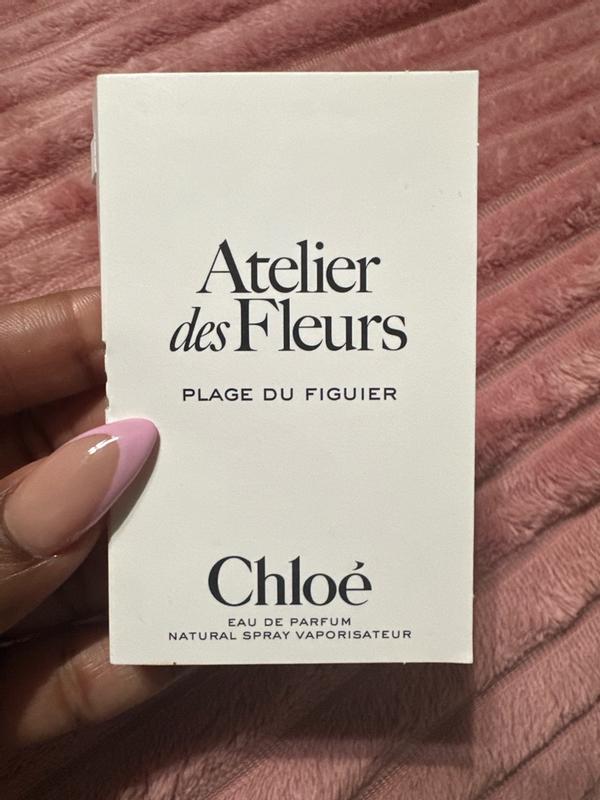 Atelier
des Fleurs
PLAGE DU FIGUIER
Chloé
EAU DE PARFUM
NATURAL SPRAY VAPORISATEUR